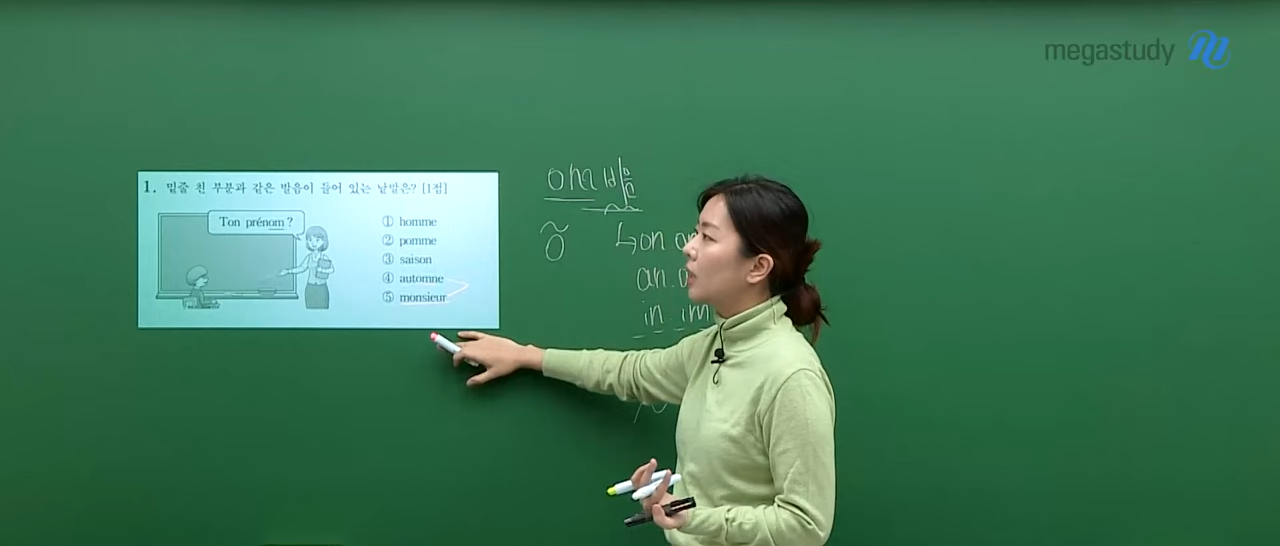 megastudy
1. 밑줄 친 부분과 같은 발음이 들어 있는 낱말은? [1점]
Ton prénom ?
① homme
② pomme
③ saison
④ automne
⑤ monsieur
발음
õ
↳on
an.
in im